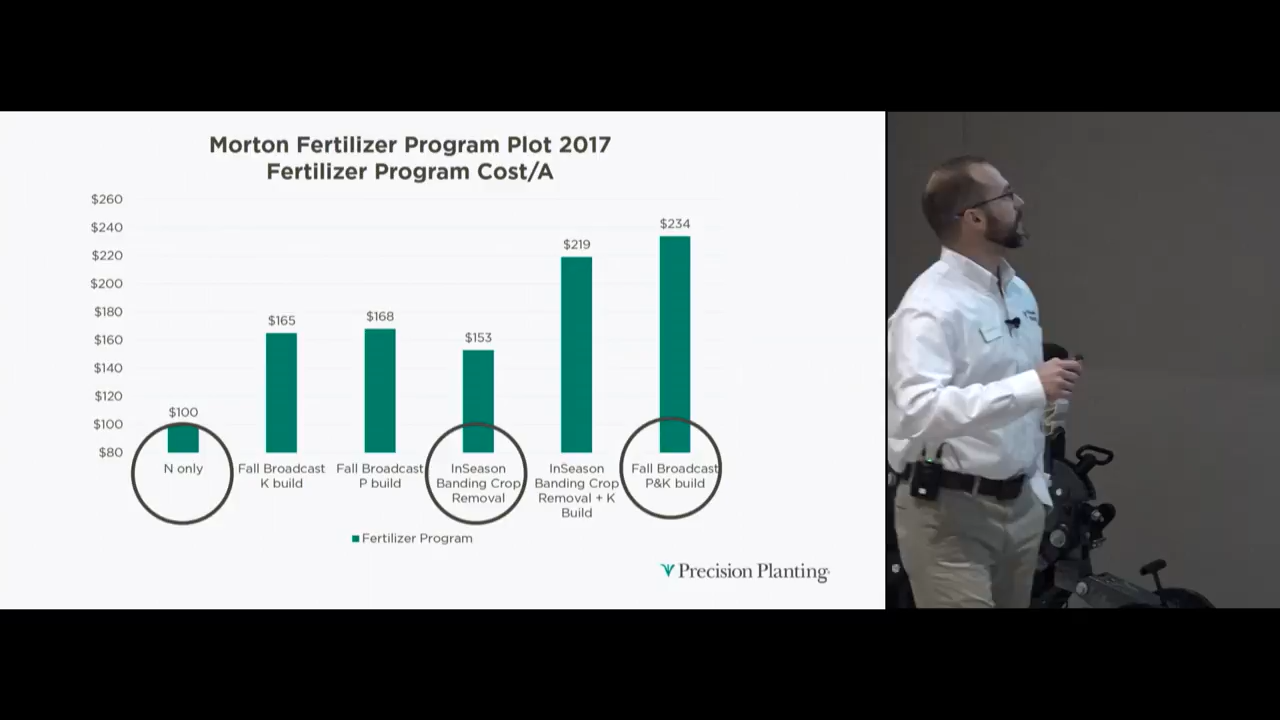 Morton Fertilizer Program Plot 2017
Fertilizer Program Cost/A
$260
$240
$220
$200
$180
$160
$140
$120
$100
$80
$100
$165
$168
$153
$219
$234
N only
Fall Broadcast
K build
Fall Broadcast
P build
InSeason
Banding Crop
Removal
InSeason
Banding Crop
Removal + K
Build
Fall Broadcast
P&K build
Fertilizer Program
Precision Planting